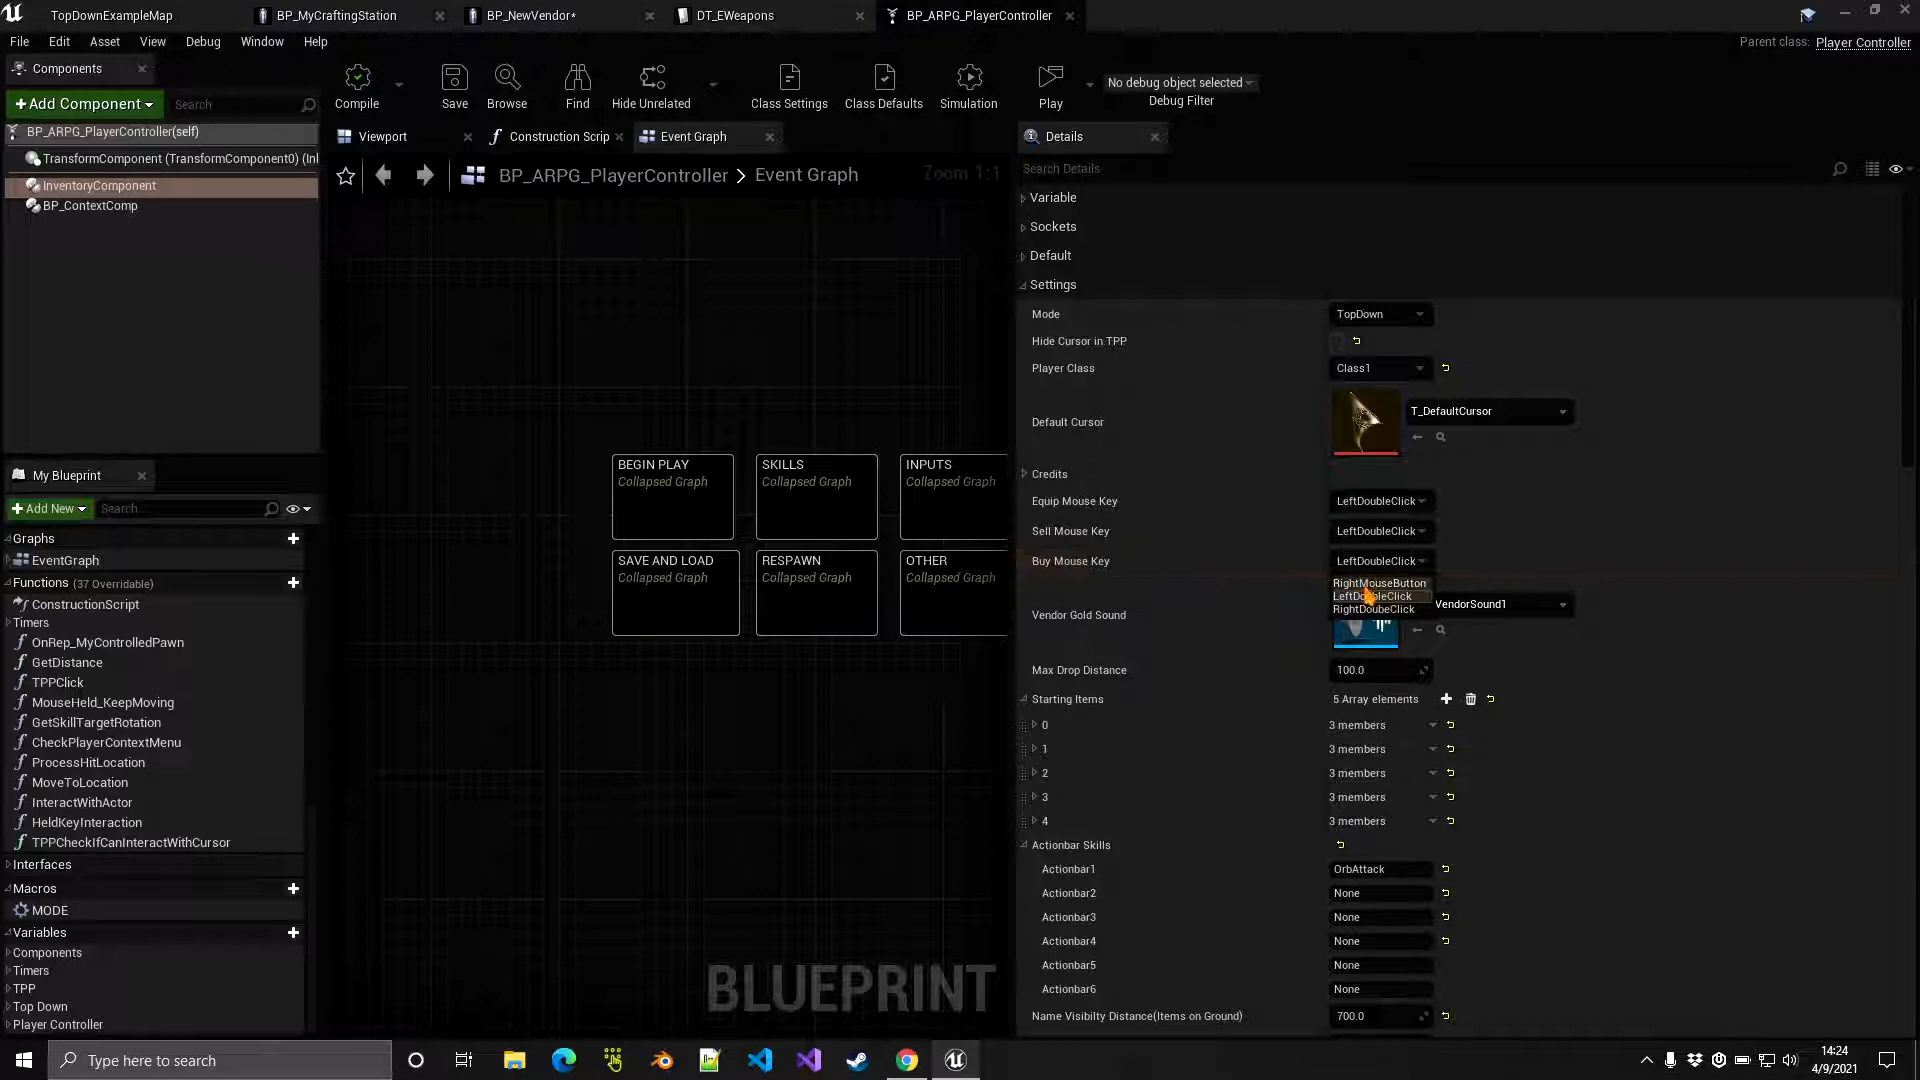 TopDownExampleMap
BP_MyCraftingStation
BP_NewVendor*
DT_EWeapons
BP_ARPG_PlayerController
File Edit Asset View Debug Window Help
Parent class: Player Controller
Components
+Add Component
Search
BP_ARPG_PlayerController(self)
TransformComponent (TransformComponent0) (Inl
InventoryComponent
BP_ContextComp
Compile
Save
Browse
Find
Hide Unrelated
Class Settings
Class Defaults
Simulation
Play
No debug object selected
Debug Filter
Viewport
Construction Scrip
Event Graph
BP_ARPG_PlayerController > Event Graph
Zoom 1:1
BEGIN PLAY
Collapsed Graph
SKILLS
Collapsed Graph
INPUTS
Collapsed Graph
SAVE AND LOAD
Collapsed Graph
RESPAWN
Collapsed Graph
OTHER
Collapsed Graph
BLUEPRINT
My Blueprint
+Add New
Search...
Graphs
EventGraph
Functions (37 Overridable)
ConstructionScript
Timers
OnRep_MyControlledPawn
GetDistance
TPPClick
MouseHeld_KeepMoving
GetSkillTargetRotation
CheckPlayerContextMenu
ProcessHitLocation
MoveToLocation
InteractWithActor
HeldKeyInteraction
TPPCheckIfCanInteractWithCursor
Interfaces
Macros
MODE
Variables
Components
Timers
TPP
Top Down
Player Controller
Details
Search Details
Variable
Sockets
Default
Settings
Mode TopDown
Hide Cursor in TPP
Player Class Class1
Default Cursor T_DefaultCursor
Credits
Equip Mouse Key LeftDoubleClick
Sell Mouse Key LeftDoubleClick
Buy Mouse Key LeftDoubleClick
RightMouseButton
LeftDoubleClick
RightDoubeClick
Vendor Gold Sound VendorSound1
Max Drop Distance 100.0
Starting Items 5 Array elements
0 3 members
1 3 members
2 3 members
3 3 members
4 3 members
Actionbar Skills
Actionbar1 OrbAttack
Actionbar2 None
Actionbar3 None
Actionbar4 None
Actionbar5 None
Actionbar6 None
Name Visibilty Distance(Items on Ground) 700.0
Type here to search
14:24
4/9/2021